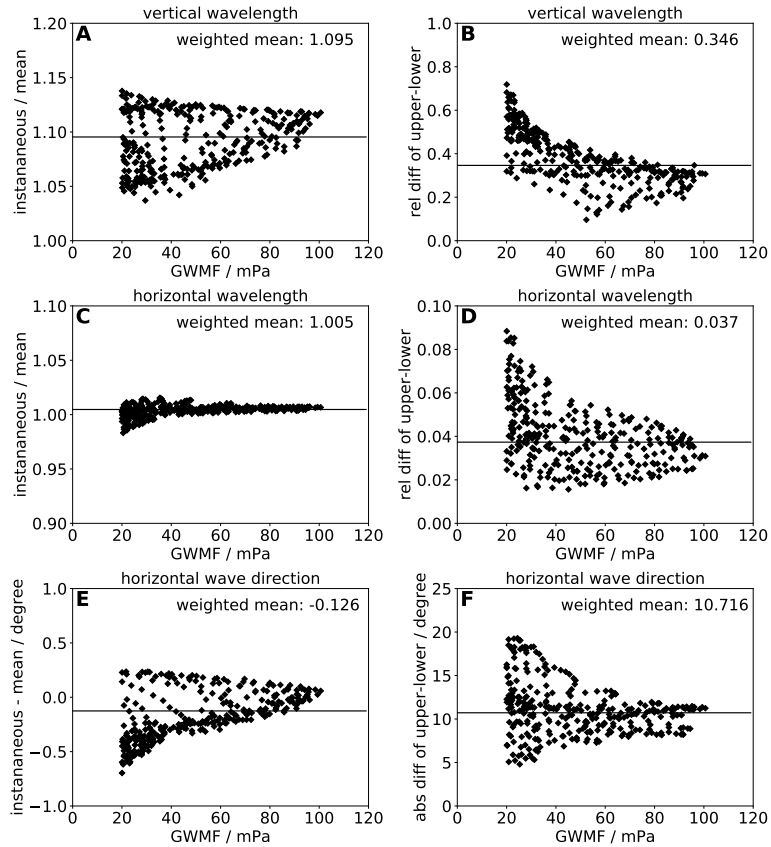 vertical wavelength
A
weighted mean: 1.095
1.20
1.15
1.10
1.05
1.00
instananeous / mean
0 20 40 60 80 100 120
GWMF / mPa
vertical wavelength
B
weighted mean: 0.346
1.0
0.8
0.6
0.4
0.2
0.0
rel diff of upper-lower
0 20 40 60 80 100 120
GWMF / mPa
horizontal wavelength
C
weighted mean: 1.005
1.10
1.05
1.00
0.95
0.90
instananeous / mean
0 20 40 60 80 100 120
GWMF / mPa
horizontal wavelength
D
weighted mean: 0.037
0.10
0.08
0.06
0.04
0.02
0.00
rel diff of upper-lower
0 20 40 60 80 100 120
GWMF / mPa
horizontal wave direction
E
weighted mean: -0.126
1.0
0.5
0.0
−0.5
−1.0
instananeous - mean / degree
0 20 40 60 80 100 120
GWMF / mPa
horizontal wave direction
F
weighted mean: 10.716
25
20
15
10
5
0
abs diff of upper-lower / degree
0 20 40 60 80 100 120
GWMF / mPa